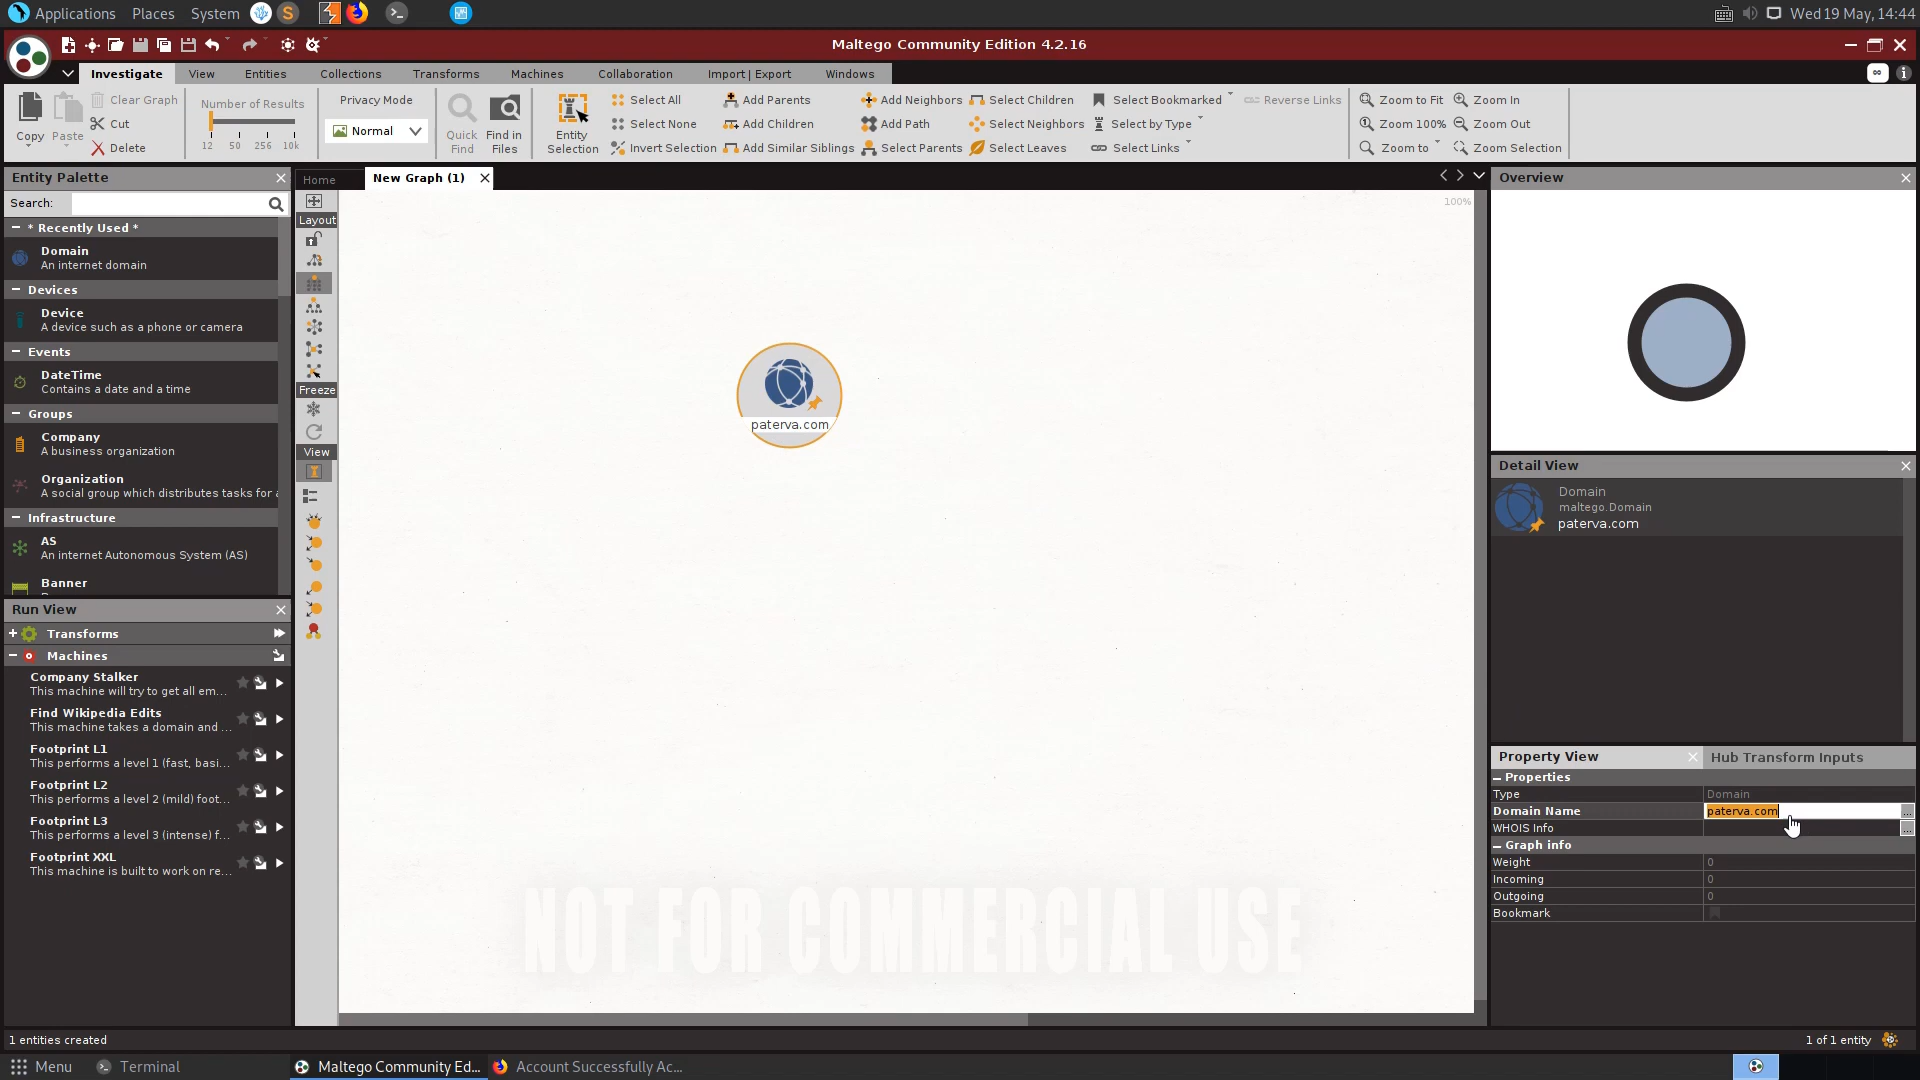 Applications Places System Wed 19 May, 14:44
Maltego Community Edition 4.2.16
Investigate View Entities Collections Transforms Machines Collaboration Import | Export Windows
Copy Paste Clear Graph Cut Delete
Number of Results
12 50 256 10k
Privacy Mode
Normal
Quick Find
Find in Files
Entity Selection
Select All Add Parents Add Neighbors Select Children Select Bookmarked Reverse Links Zoom to Fit Zoom In
Select None Add Children Add Path Select Neighbors Select by Type Zoom 100% Zoom Out
Invert Selection Add Similar Siblings Select Parents Select Leaves Select Links Zoom to Zoom Selection
Entity Palette
Search:
* Recently Used *
Domain
An internet domain
Devices
Device
A device such as a phone or camera
Events
DateTime
Contains a date and a time
Groups
Company
A business organization
Organization
A social group which distributes tasks for a
Infrastructure
AS
An internet Autonomous System (AS)
Banner
Run View
Transforms
Machines
Company Stalker
This machine will try to get all em...
Find Wikipedia Edits
This machine takes a domain and ...
Footprint L1
This performs a level 1 (fast, basi...
Footprint L2
This performs a level 2 (mild) foot...
Footprint L3
This performs a level 3 (intense) f...
Footprint XXL
This machine is built to work on re...
Home New Graph (1)
Layout
Freeze
View
100%
paterva.com
NOT FOR COMMERCIAL USE
Overview
Detail View
Domain
maltego.Domain
paterva.com
Property View Hub Transform Inputs
Properties
Type Domain
Domain Name paterva.com ...
WHOIS Info ...
Graph info
Weight 0
Incoming 0
Outgoing 0
Bookmark
1 entities created 1 of 1 entity
Menu Terminal Maltego Community Ed... Account Successfully Ac...